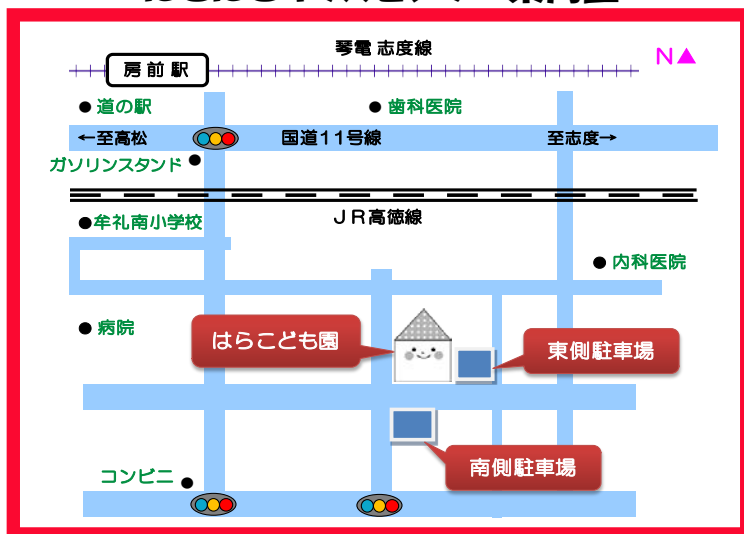 琴電 志度線
N▲
房前駅
●道の駅
●歯科医院
←至高松
国道11号線
至志度→
ガソリンスタンド●
JR高徳線
●牟礼南小学校
●内科医院
●病院
はらこども園
東側駐車場
南側駐車場
コンビニ●